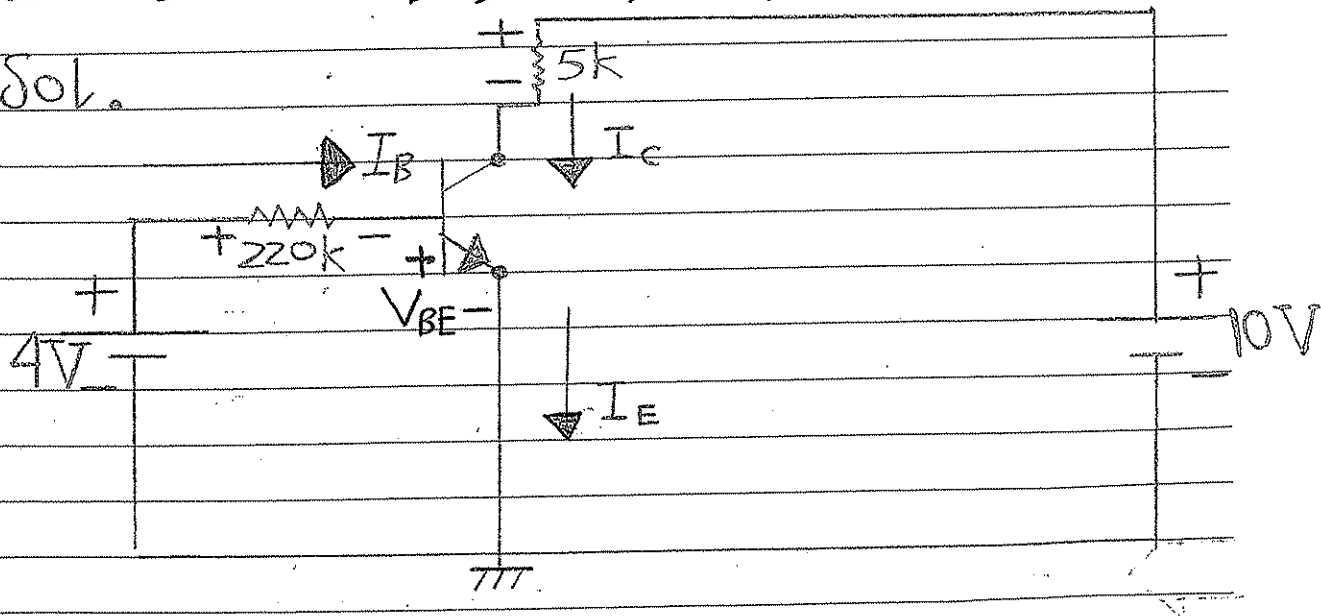 Sol.
+
- 5k
I_B
I_C
+ 220k -
+
V_BE -
+
4V -
I_E
+
10V
-